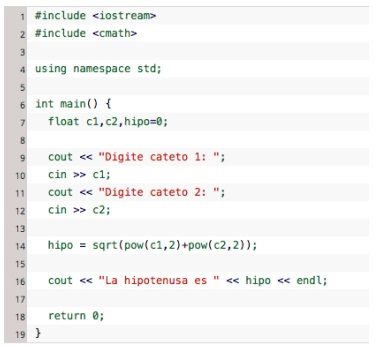 1 #include <iostream>
2 #include <cmath>
3
4 using namespace std;
5
6 int main() {
7   float c1,c2,hipo=0;
8
9   cout << "Digite cateto 1: ";
10   cin >> c1;
11   cout << "Digite cateto 2: ";
12   cin >> c2;
13
14   hipo = sqrt(pow(c1,2)+pow(c2,2));
15
16   cout << "La hipotenusa es " << hipo << endl;
17
18   return 0;
19 }